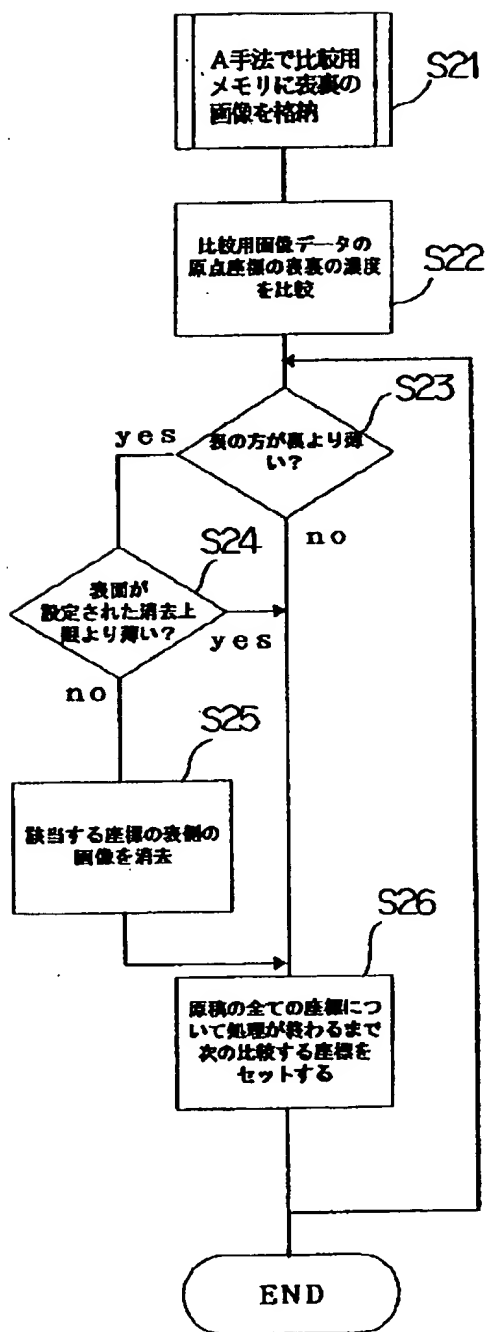 A手法で比較用
メモリに表裏の
画像を格納
S21
比較用画像データの
原点座標の表裏の濃度
を比較
S22
S23
表の方が裏より薄
い?
yes
no
S24
表面が
設定された消去上
限より薄い?
yes
no
S25
該当する座標の表側の
画像を消去
S26
原稿の全ての座標につ
いて処理が終わるまで
次の比較する座標を
セットする
END